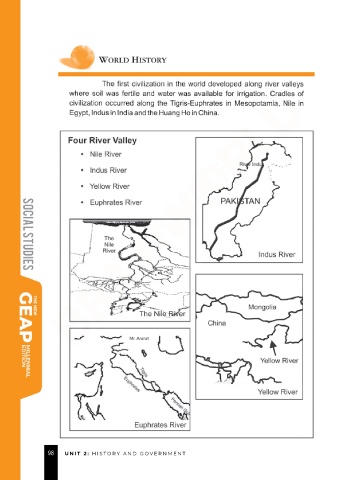 WORLD HISTORY
The first civilization in the world developed along river valleys
where soil was fertile and water was available for irrigation. Cradles of
civilization occurred along the Tigris-Euphrates in Mesopotamia, Nile in
Egypt, Indus in India and the Huang Ho in China.
Four River Valley
• Nile River
• Indus River
• Yellow River
• Euphrates River
River Indus
PAKISTAN
Indus River
The
Nile
River
The Nile River
Mongolia
China
Yellow River
Yellow River
Mt. Ararat
Tigris
Euphrates
Persian Gulf
Euphrates River
SOCIAL STUDIES
THE NEW
GEAP
MILLENNIAL
EDITION
98 UNIT 2: HISTORY AND GOVERNMENT